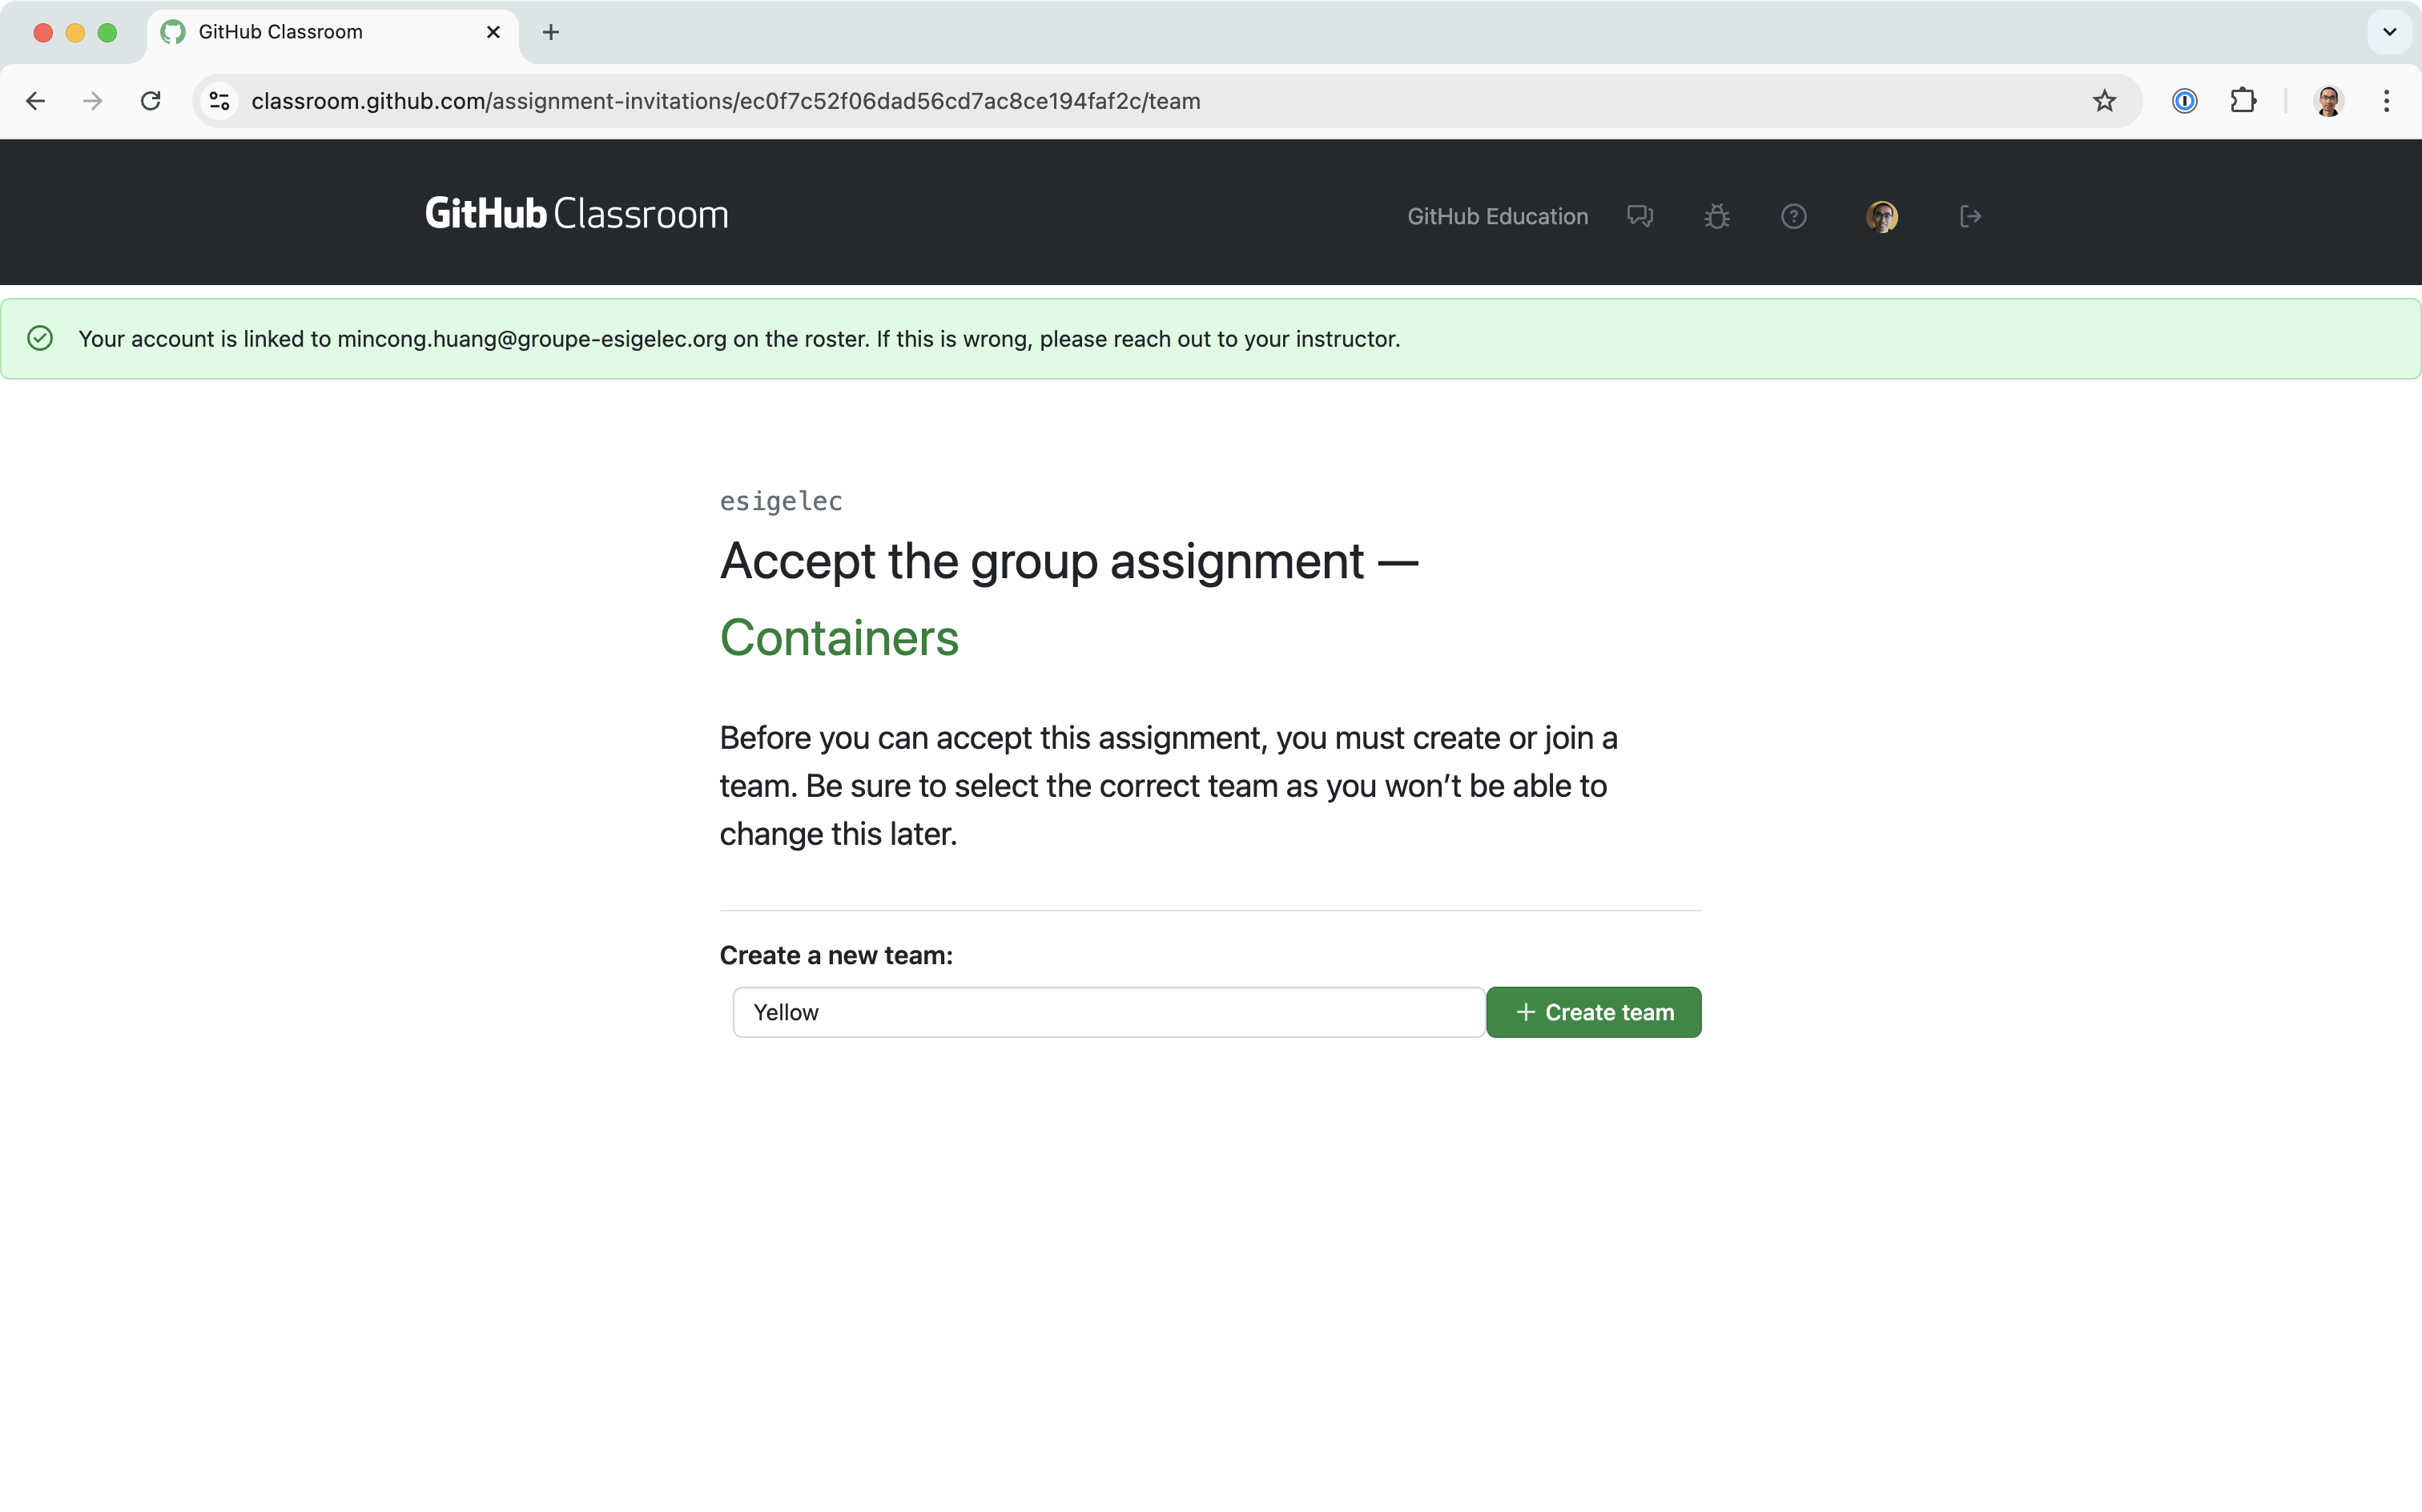 GitHub Classroom
classroom.github.com/assignment-invitations/ec0f7c52f06dad56cd7ac8ce194faf2c/team
GitHub Classroom
GitHub Education
Your account is linked to mincong.huang@groupe-esigelec.org on the roster. If this is wrong, please reach out to your instructor.
esigelec
Accept the group assignment —
Containers
Before you can accept this assignment, you must create or join a
team. Be sure to select the correct team as you won’t be able to
change this later.
Create a new team:
Yellow
Create team